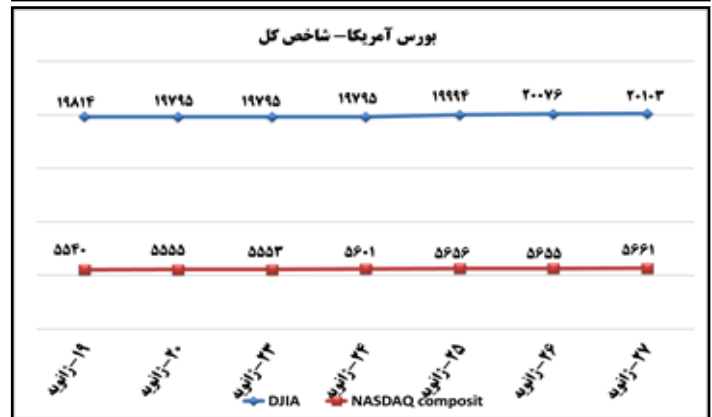 بورس آمریکا- شاخص کل
۱۹۸۱۴ ۱۹۷۹۵ ۱۹۷۹۵ ۱۹۷۹۵ ۱۹۹۹۴ ۲۰۰۷۶ ۲۰۱۰۳
۵۵۴۰ ۵۵۵۵ ۵۵۵۳ ۵۶۰۱ ۵۶۵۶ ۵۶۵۵ ۵۶۶۱
۱۹-ژانویه ۲۰-ژانویه ۲۳-ژانویه ۲۴-ژانویه ۲۵-ژانویه ۲۶-ژانویه ۲۷-ژانویه
DJIA NASDAQ composit